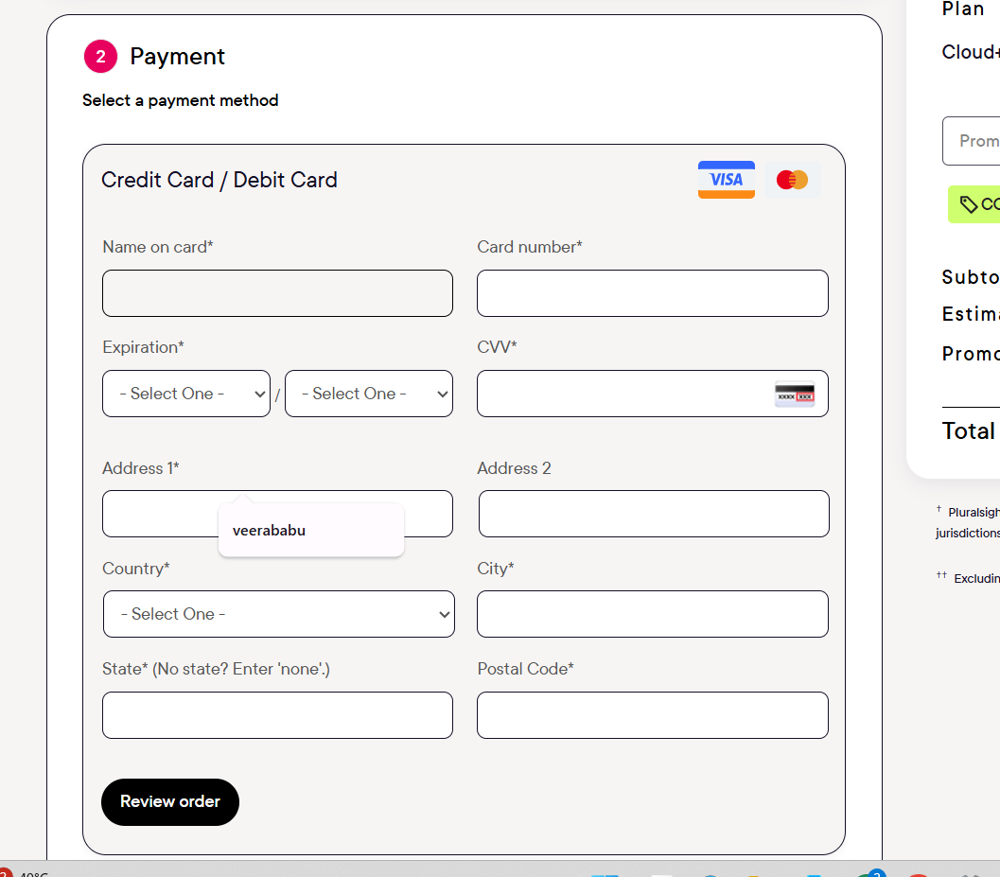 2 Payment
Select a payment method
Credit Card / Debit Card
VISA
Name on card*
Card number*
Expiration*
CVV*
- Select One -
/
- Select One -
XXXX XXX
Address 1*
Address 2
veerababu
Country*
City*
- Select One -
State* (No state? Enter 'none'.)
Postal Code*
Review order
Plan
Cloud+
Prom
CO
Subto
Estima
Promo
Total
† Pluralsigh
jurisdictions
†† Excludin
2
40°C
2